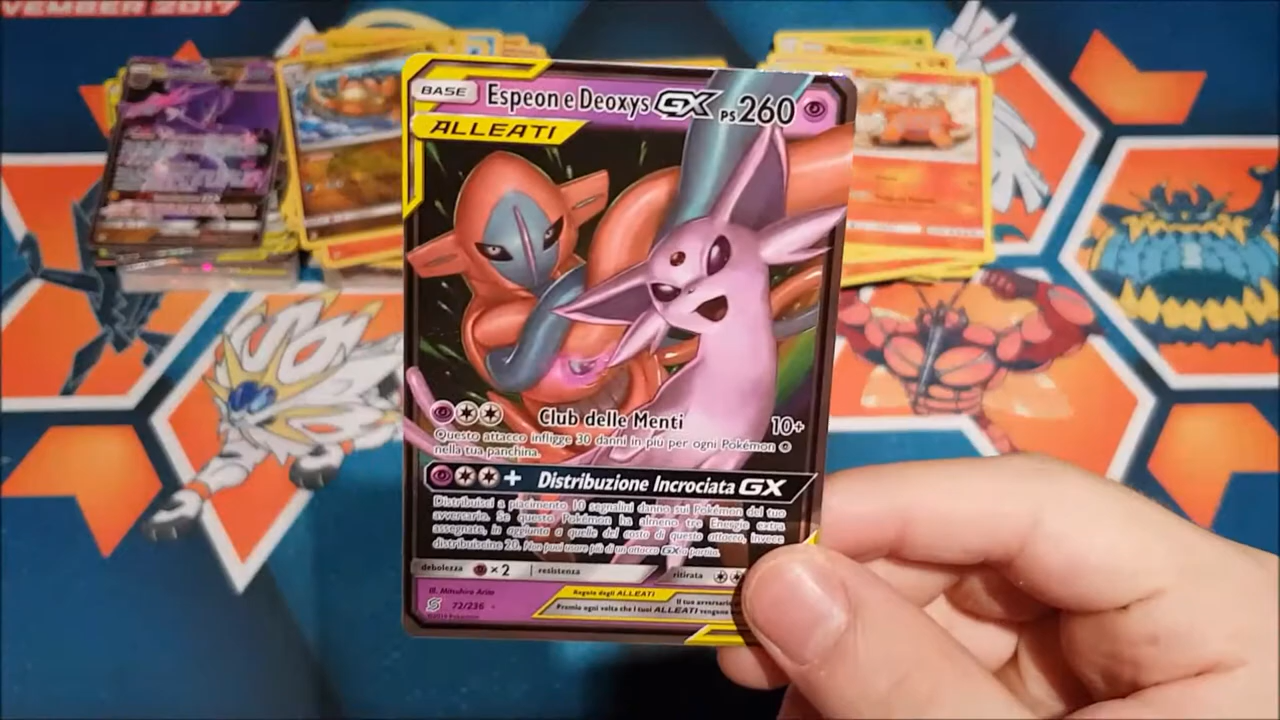 VEMBER 2017
BASE Espeon e Deoxys GX PS260
ALLEATI
Club delle Menti 10+
Questo attacco infligge 30 danni in più per ogni Pokémon
nella tua panchina.
+ Distribuzione Incrociata GX
Distribuisci a piacimento 10 segnalini danno sui Pokémon del tuo
avversario. Se questo Pokémon ha almeno tre Energie extra
assegnate, in aggiunta a quelle del costo di questo attacco, invece
distribuiscine 20. Non puoi usare più di un attacco GX a partita.
debolezza ×2 resistenza ritirata
Ill. Mitsuhiro Arita
72/236
Regola degli ALLEATI
Premio ogni volta che i tuoi ALLEATI vengono
Il tuo avversario
©2019 Pokémon